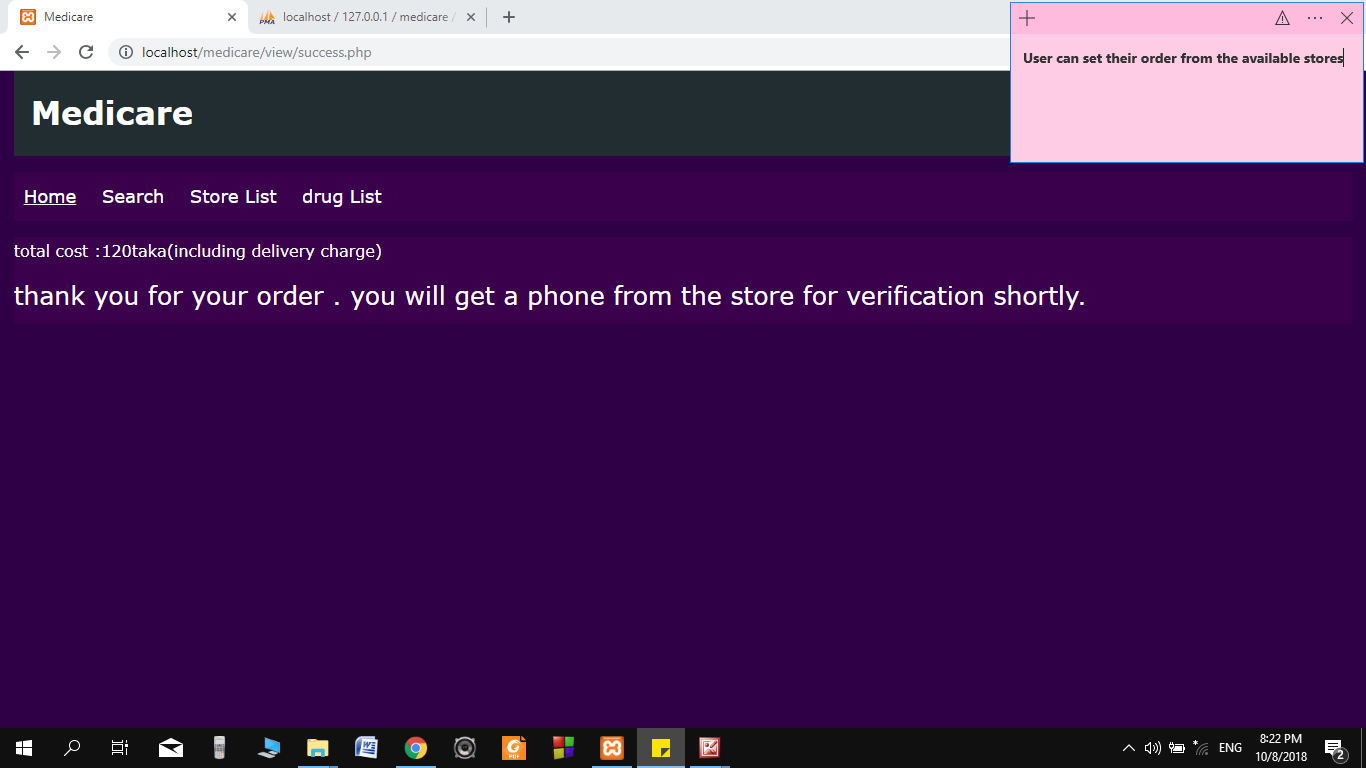 Medicare
localhost / 127.0.0.1 / medicare /
localhost/medicare/view/success.php
User can set their order from the available stores
Medicare
Home Search Store List drug List
total cost :120taka(including delivery charge)
thank you for your order . you will get a phone from the store for verification shortly.
ENG
8:22 PM
10/8/2018
2